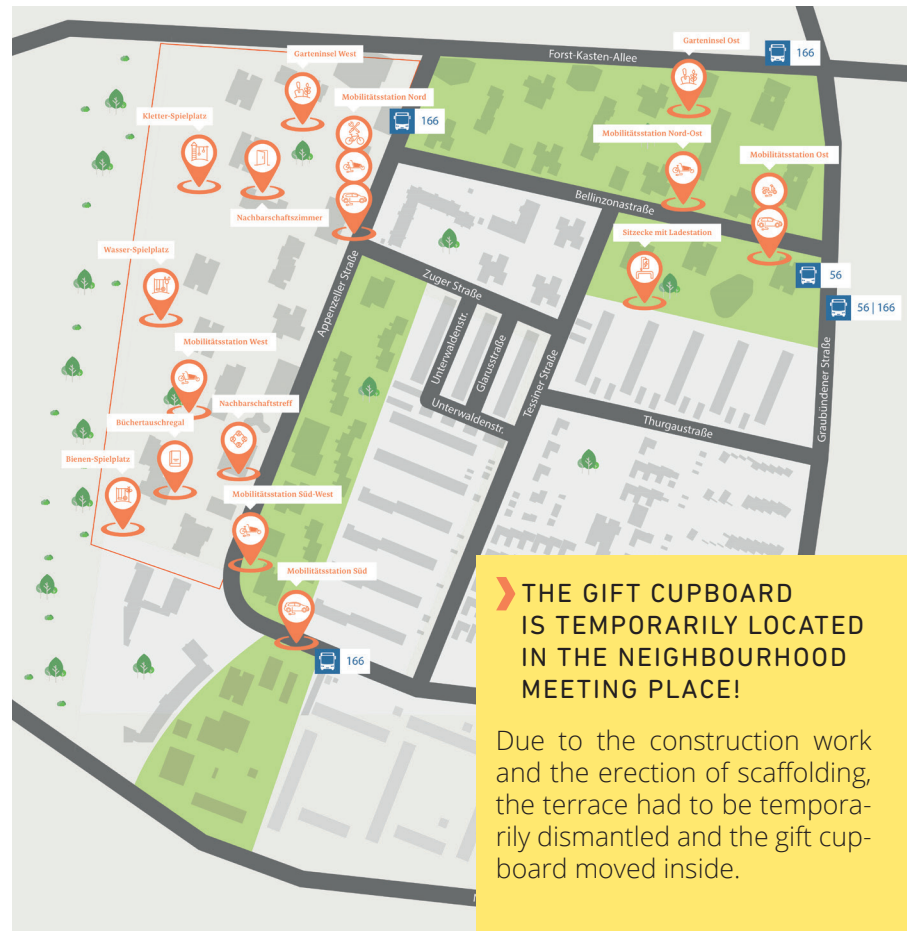 Garteninsel West
Garteninsel Ost
Forst-Kasten-Allee
166
Mobilitätsstation Nord
166
Kletter-Spielplatz
Mobilitätsstation Nord-Ost
Mobilitätsstation Ost
Nachbarschaftszimmer
Bellinzonastraße
Sitzecke mit Ladestation
Wasser-Spielplatz
Zuger Straße
56
56 | 166
Appenzeller Straße
Unterwaldenstr.
Glarusstraße
Tessiner Straße
Graubündener Straße
Mobilitätsstation West
Nachbarschaftstreff
Büchertauschregal
Unterwaldenstr.
Thurgaustraße
Bienen-Spielplatz
Mobilitätsstation Süd-West
Mobilitätsstation Süd
166
THE GIFT CUPBOARD
IS TEMPORARILY LOCATED
IN THE NEIGHBOURHOOD
MEETING PLACE!
Due to the construction work
and the erection of scaffolding,
the terrace had to be tempora-
rily dismantled and the gift cup-
board moved inside.